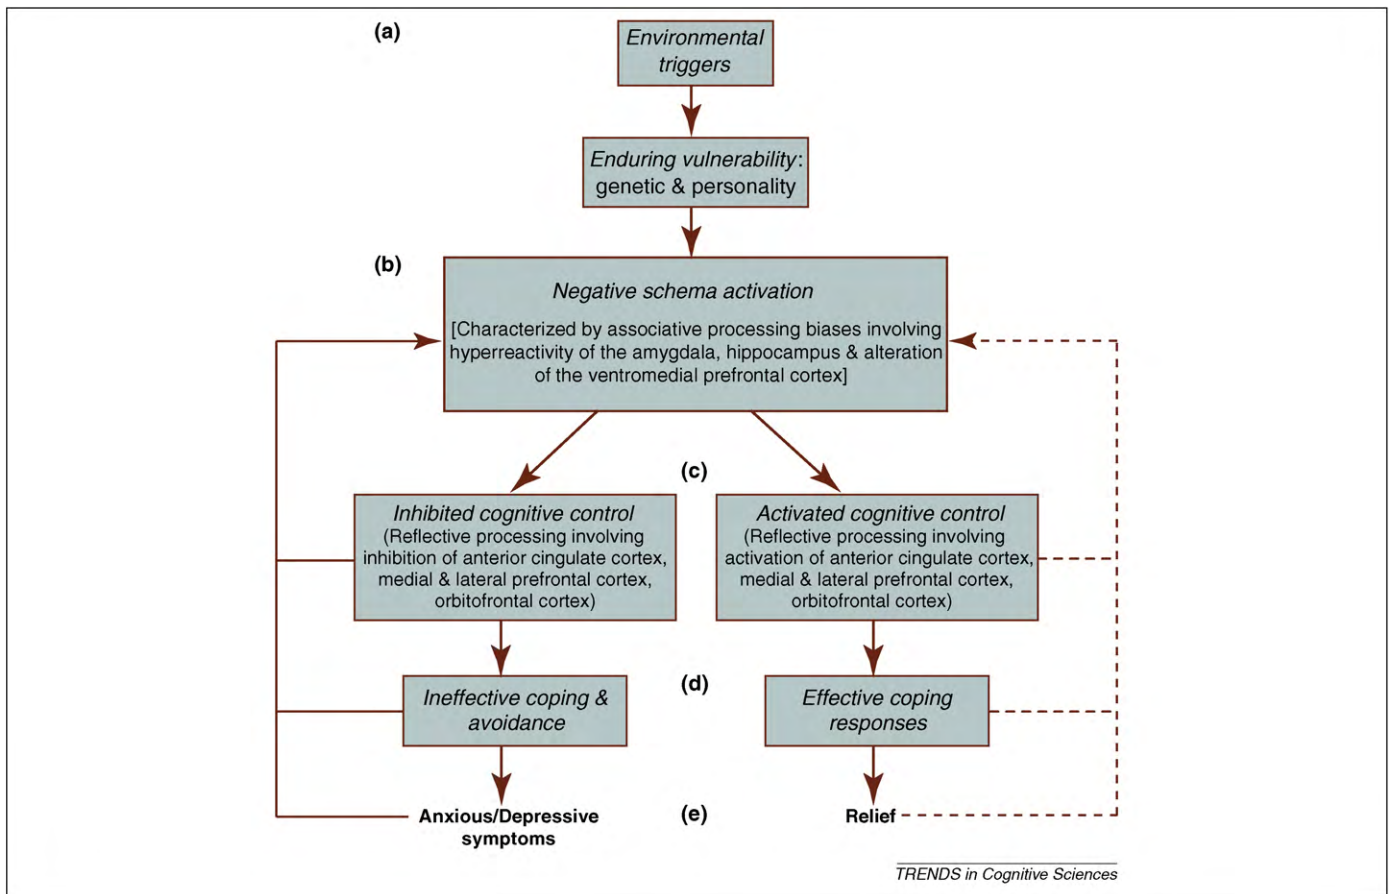 (a)
Environmental
triggers
Enduring vulnerability:
genetic & personality
(b)
Negative schema activation
[Characterized by associative processing biases involving
hyperreactivity of the amygdala, hippocampus & alteration
of the ventromedial prefrontal cortex]
(c)
Inhibited cognitive control
(Reflective processing involving
inhibition of anterior cingulate cortex,
medial & lateral prefrontal cortex,
orbitofrontal cortex)
Activated cognitive control
(Reflective processing involving
activation of anterior cingulate cortex,
medial & lateral prefrontal cortex,
orbitofrontal cortex)
(d)
Ineffective coping &
avoidance
Effective coping
responses
(e)
Anxious/Depressive
symptoms
Relief
TRENDS in Cognitive Sciences